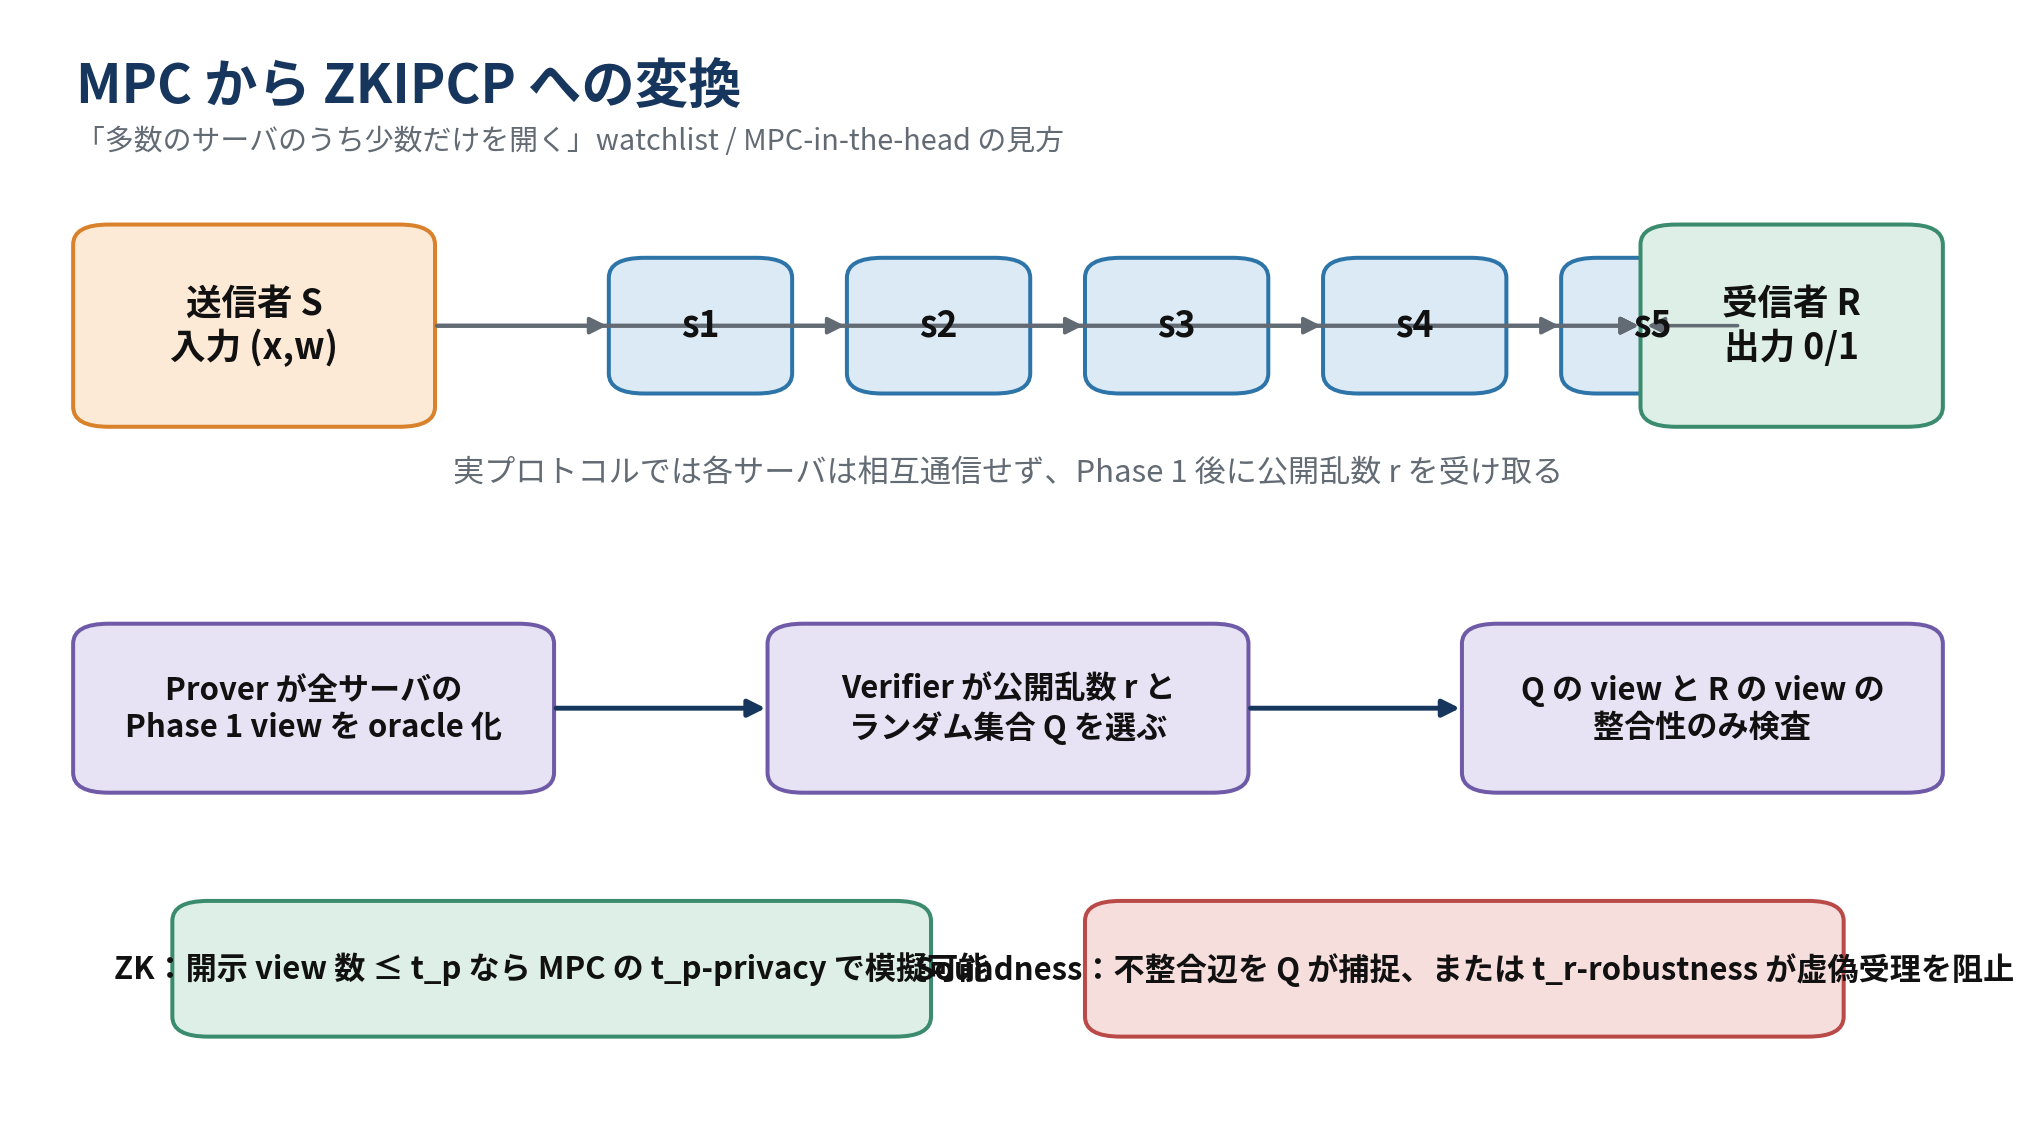 MPC から ZKIPCP への変換
「多数のサーバのうち少数だけを開く」watchlist / MPC-in-the-head の見方
送信者 S
入力 (x,w)
s1
s2
s3
s4
s5
受信者 R
出力 0/1
実プロトコルでは各サーバは相互通信せず、Phase 1 後に公開乱数 r を受け取る
Prover が全サーバの
Phase 1 view を oracle 化
Verifier が公開乱数 r と
ランダム集合 Q を選ぶ
Q の view と R の view の
整合性のみ検査
ZK：開示 view 数 ≤ t_p なら MPC の t_p-privacy で模擬可能
Soundness：不整合辺を Q が捕捉、または t_r-robustness が虚偽受理を阻止